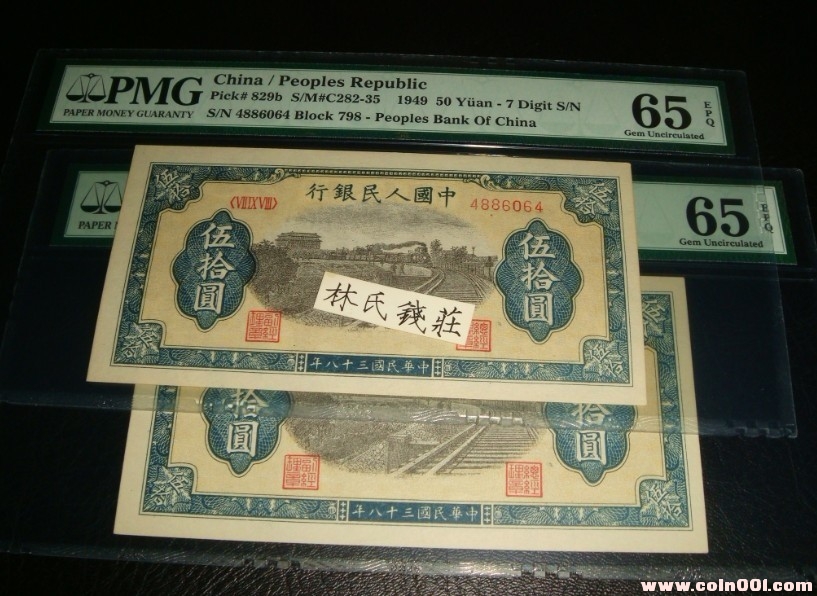 PMG
PAPER MONEY GUARANTY
China / Peoples Republic
Pick# 829b S/M#C282-35 1949 50 Yüan - 7 Digit S/N
S/N 4886064 Block 798 - Peoples Bank Of China
65 EPQ
Gem Uncirculated
PAPER
65 EPQ
Gem Uncirculated
行銀民人國中
〈ⅦⅨⅧ〉
4886064
伍拾圓
伍拾圓
林氏錢莊
年八十三國民華中
拾圓
拾圓
年八十三國民華中
www.coln001.com